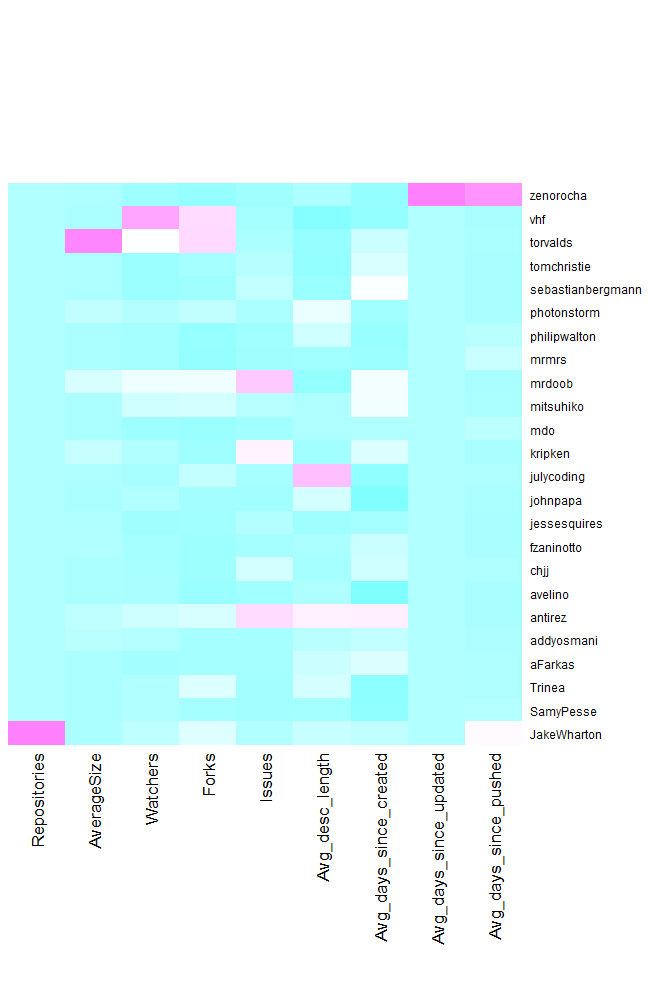 zenorocha
vhf
torvalds
tomchristie
sebastianbergmann
photonstorm
philipwalton
mrmrs
mrdoob
mitsuhiko
mdo
kripken
julycoding
johnpapa
jessesquires
fzaninotto
chjj
avelino
antirez
addyosmani
aFarkas
Trinea
SamyPesse
JakeWharton
Repositories
AverageSize
Watchers
Forks
Issues
Avg_desc_length
Avg_days_since_created
Avg_days_since_updated
Avg_days_since_pushed